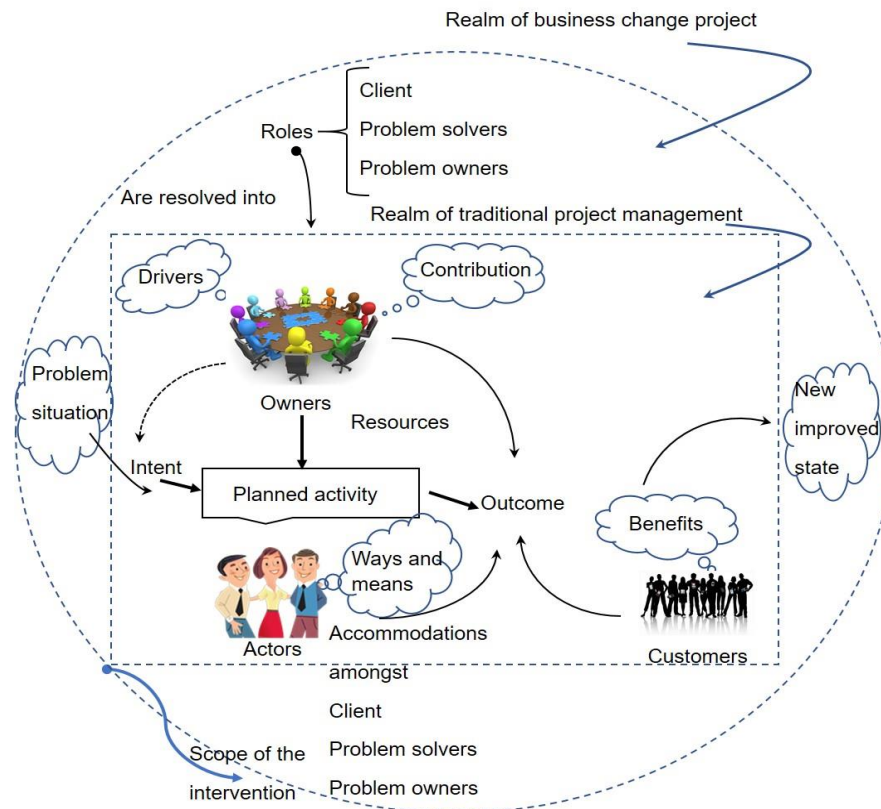 Realm of business change project
Client
Roles
Problem solvers
Problem owners
Are resolved into
Realm of traditional project management
Drivers
Contribution
Problem
situation
Owners
Resources
New
improved
state
Intent
Planned activity
Outcome
Benefits
Ways and
means
Actors
Accommodations
amongst
Client
Problem solvers
Problem owners
Customers
Scope of the
intervention